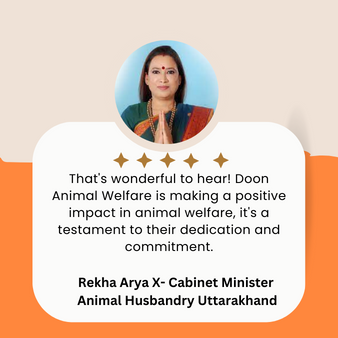 That's wonderful to hear! Doon
Animal Welfare is making a positive
impact in animal welfare, it's a
testament to their dedication and
commitment.
Rekha Arya X- Cabinet Minister
Animal Husbandry Uttarakhand